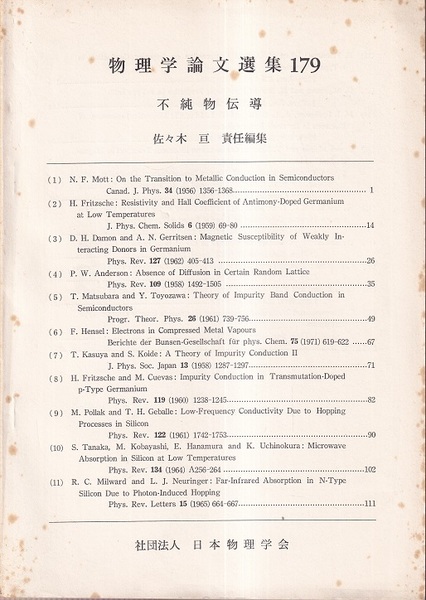 物理学論文選集 179
不純物伝導
佐々木 亘 責任編集
(1) N. F. Mott: On the Transition to Metallic Conduction in Semiconductors
Canad. J. Phys. 34 (1956) 1356-1368 1
(2) H. Fritzsche: Resistivity and Hall Coefficient of Antimony-Doped Germanium
at Low Temperatures
J. Phys. Chem. Solids 6 (1959) 69-80 14
(3) D. H. Damon and A. N. Gerritsen: Magnetic Susceptibility of Weakly In-
teracting Donors in Germanium
Phys. Rev. 127 (1962) 405-413 26
(4) P. W. Anderson: Absence of Diffusion in Certain Random Lattice
Phys. Rev. 109 (1958) 1492-1505 35
(5) T. Matsubara and Y. Toyozawa: Theory of Impurity Band Conduction in
Semiconductors
Progr. Theor. Phys. 26 (1961) 739-756 49
(6) F. Hensel: Electrons in Compressed Metal Vapours
Berichte der Bunsen-Gesellschaft für phys. Chem. 75 (1971) 619-622 67
(7) T. Kasuya and S. Koide: A Theory of Impurity Conduction II
J. Phys. Soc. Japan 13 (1958) 1287-1297 71
(8) H. Fritzsche and M. Cuevas: Impurity Conduction in Transmutation-Doped
p-Type Germanium
Phys. Rev. 119 (1960) 1238-1245 82
(9) M. Pollak and T. H. Geballe: Low-Frequency Conductivity Due to Hopping
Processes in Silicon
Phys. Rev. 122 (1961) 1742-1753 90
(10) S. Tanaka, M. Kobayashi, E. Hanamura and K. Uchinokura: Microwave
Absorption in Silicon at Low Temperatures
Phys. Rev. 134 (1964) A256-264 102
(11) R. C. Milward and L. J. Neuringer: Far-Infrared Absorption in N-Type
Silicon Due to Photon-Induced Hopping
Phys. Rev. Letters 15 (1965) 664-667 111
社団法人 日本物理学会